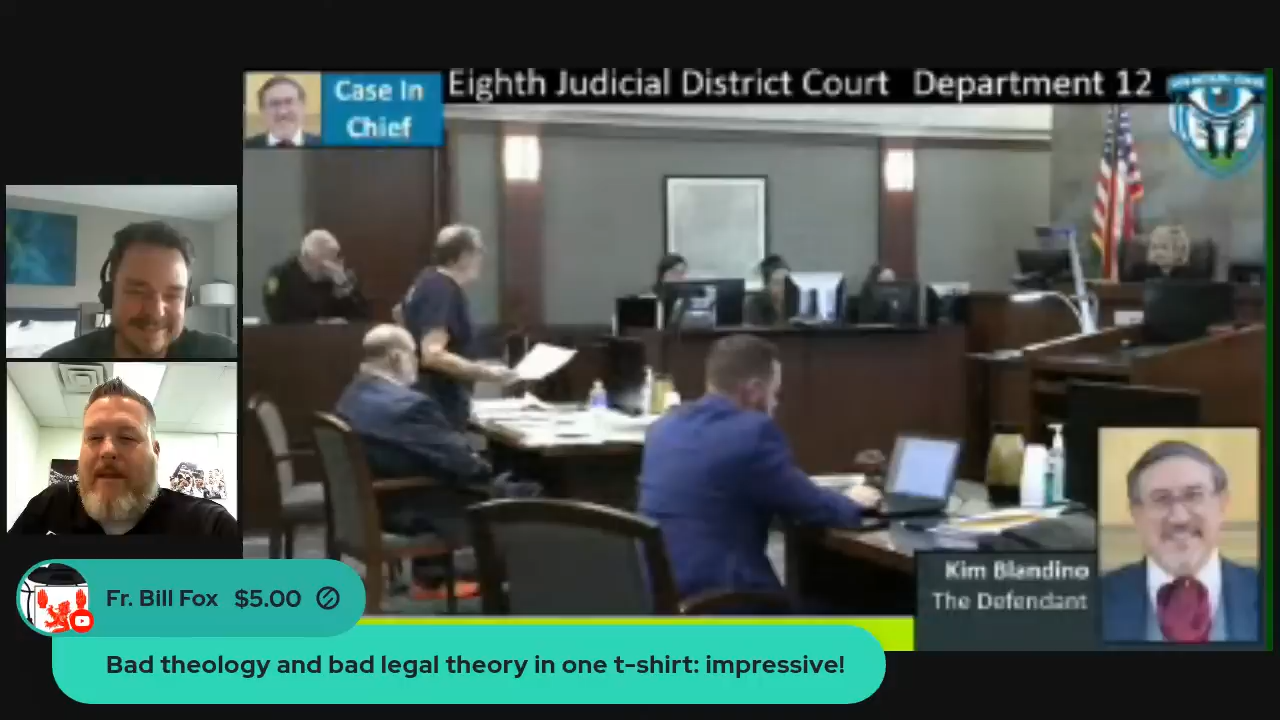 Case In
Chief
Eighth Judicial District Court Department 12
Kim Blandino
The Defendant
Fr. Bill Fox $5.00
Bad theology and bad legal theory in one t-shirt: impressive!